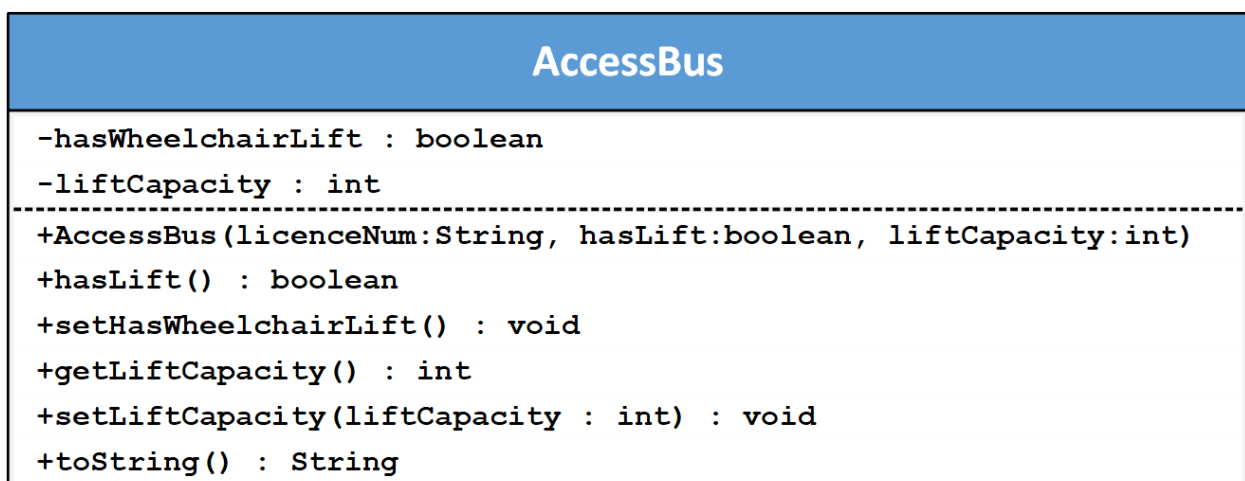 AccessBus
-hasWheelchairLift : boolean
-liftCapacity : int
+AccessBus(licenceNum:String, hasLift:boolean, liftCapacity:int)
+hasLift() : boolean
+setHasWheelchairLift() : void
+getLiftCapacity() : int
+setLiftCapacity(liftCapacity : int) : void
+toString() : String